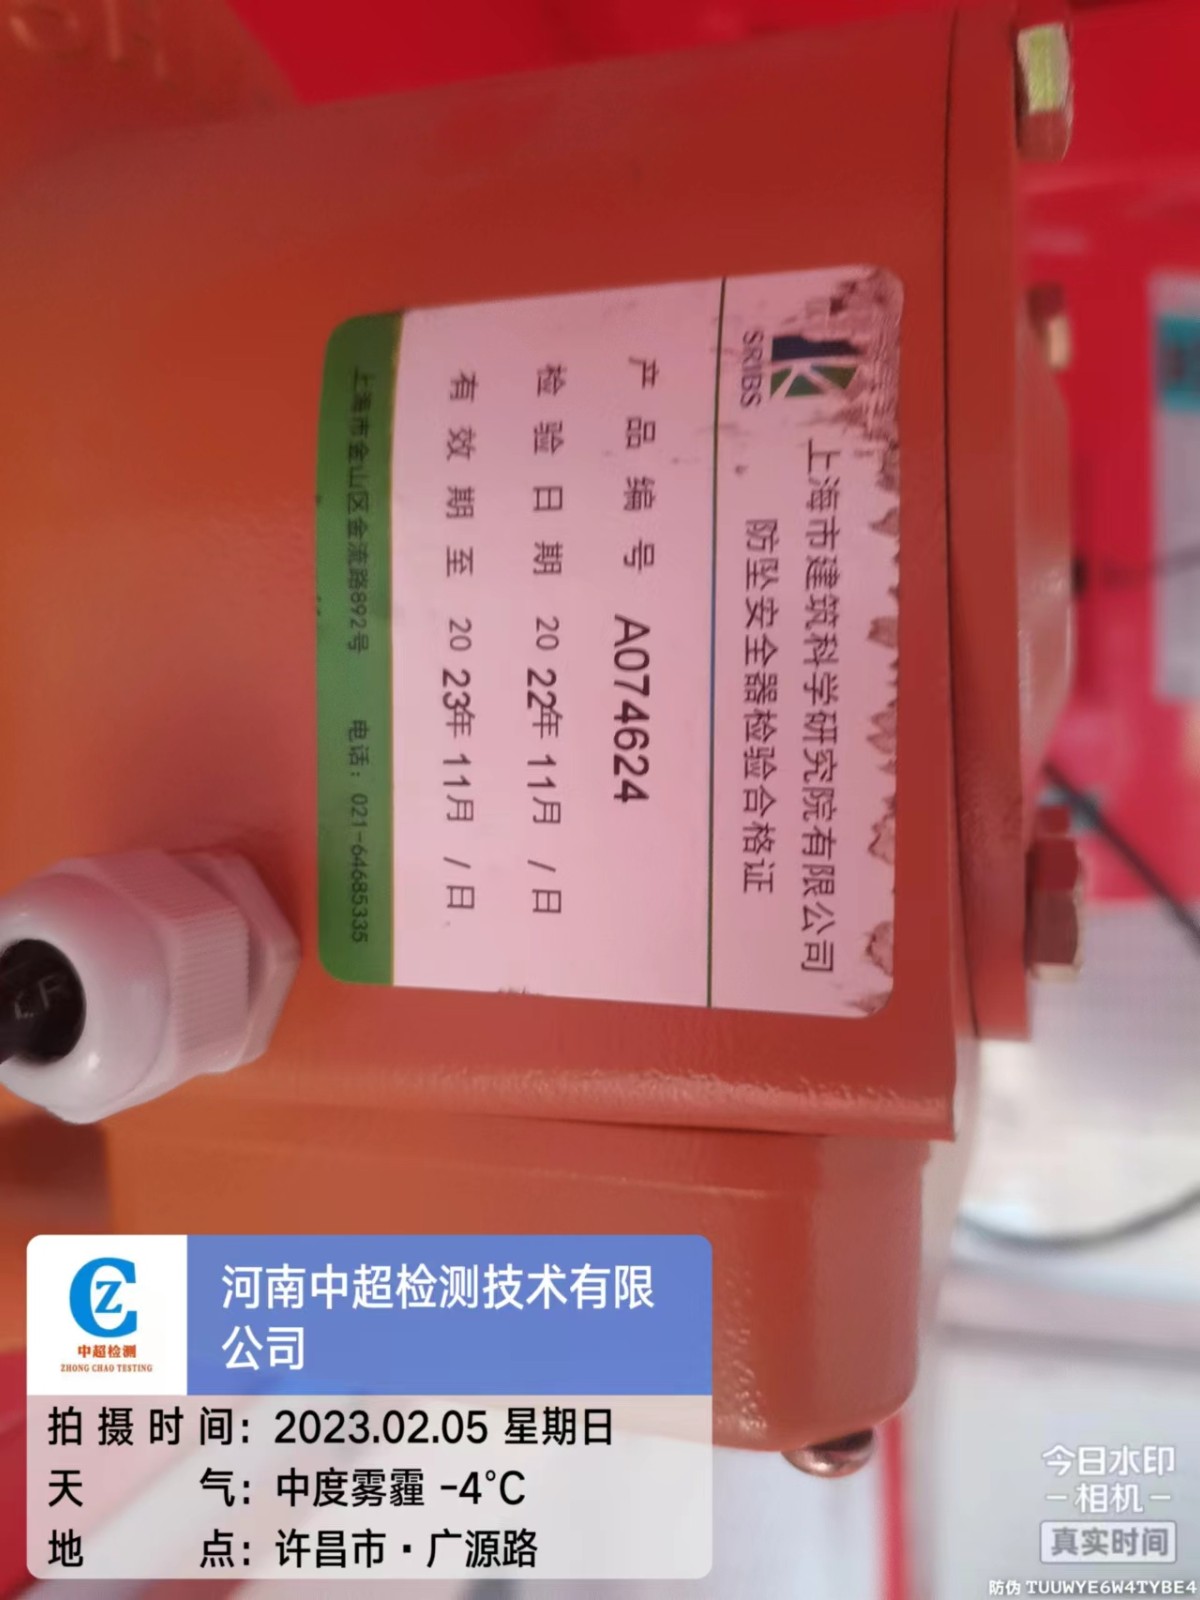 SRIBS
上海市建筑科学研究院有限公司
防坠安全器检验合格证
产品编号 A074624
检验日期 2022年11月/日
有效期至 2023年11月/日
上海市金山区金流路892号 电话：021-64685335
CZ
中超检测
ZHONG CHAO TESTING
河南中超检测技术有限
公司
拍摄时间：2023.02.05 星期日
天气：中度雾霾 -4°C
地点：许昌市·广源路
今日水印
-相机-
真实时间
防伪 TUUWYE6W4TYBE4